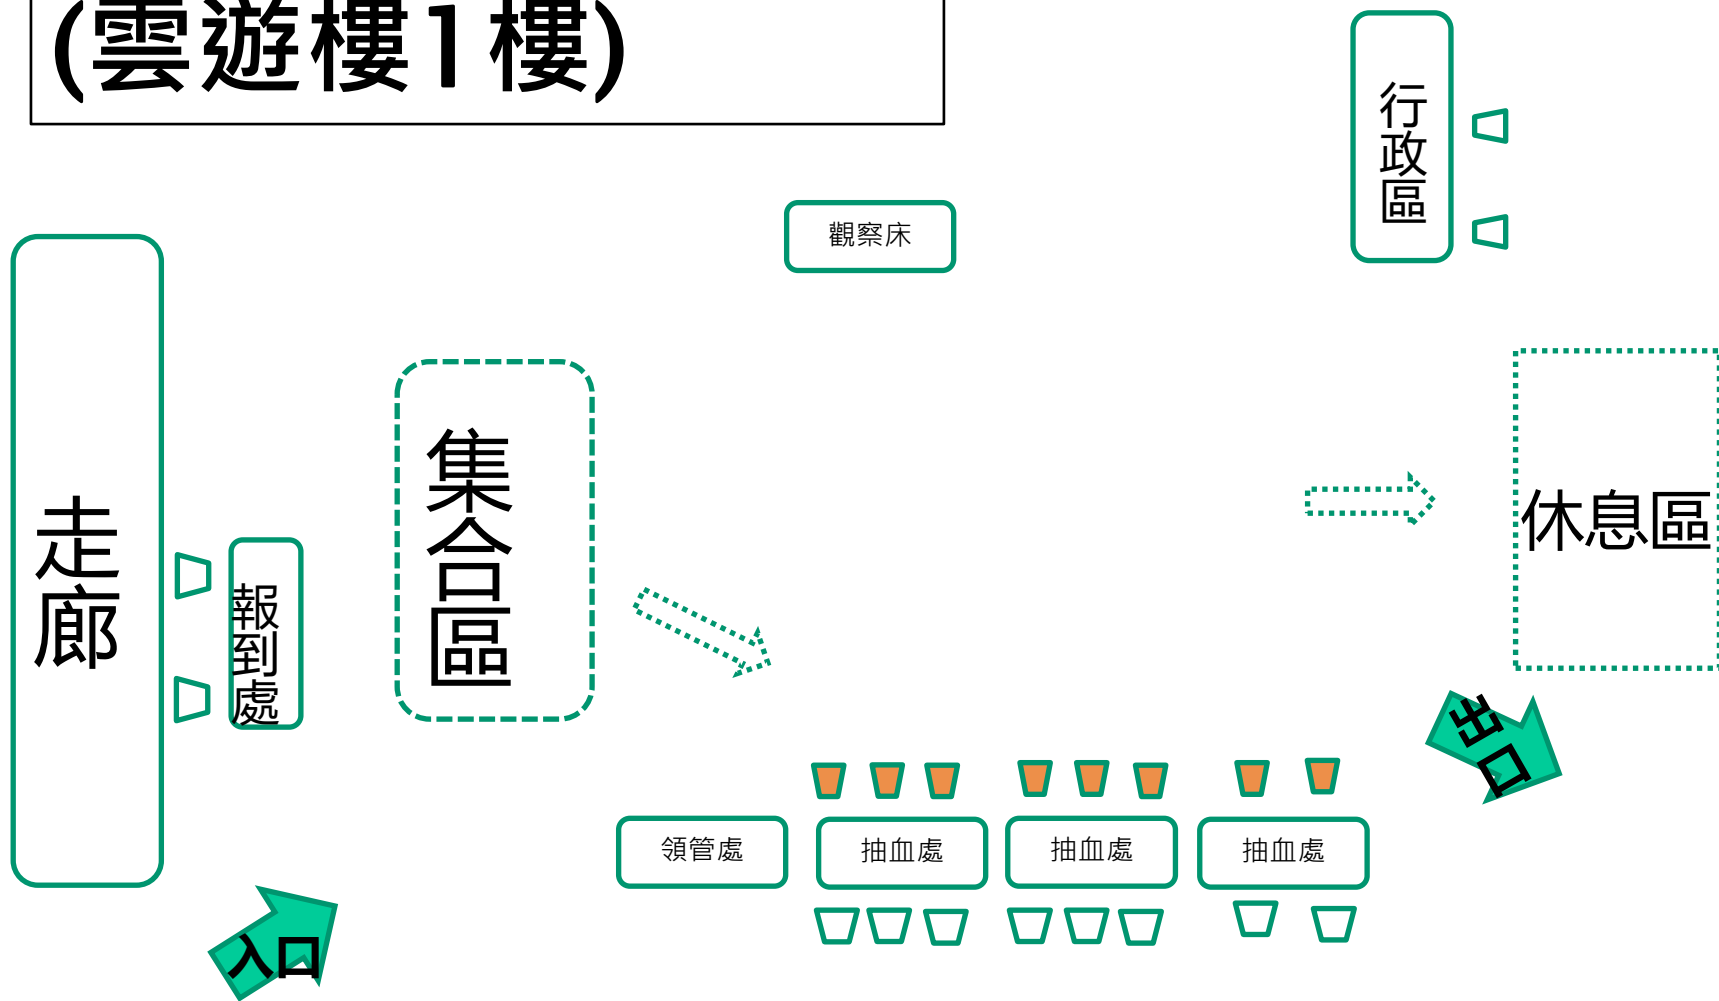 (雲遊樓1樓)
行政區
觀察床
走廊
報到處
集合區
休息區
出口
領管處
抽血處
抽血處
抽血處
入口